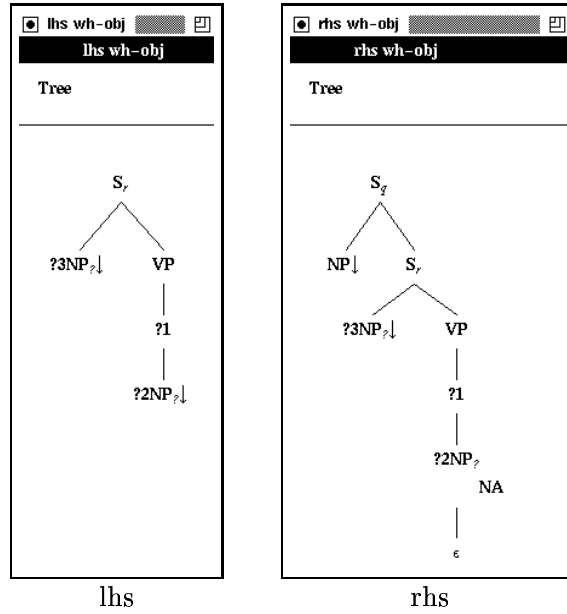 lhs wh-obj
lhs wh-obj
Tree
S_r
?3NP_?↓ VP
?1
?2NP_?↓
lhs
rhs wh-obj
rhs wh-obj
Tree
S_q
NP↓ S_r
?3NP_?↓ VP
?1
?2NP_?
NA
ε
rhs